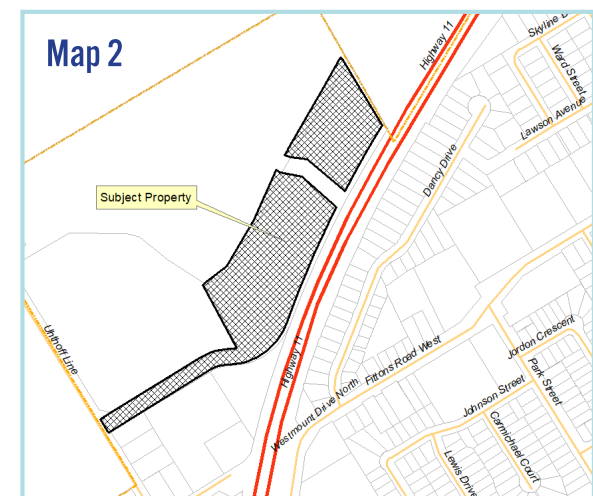 Map 2
Highway 11
Ward Street
Lawson Avenue
Dancy Drive
Subject Property
Uhthoff Line
Highway 11
Fittons Road West
Westmount Drive North
Jordon Crescent
Park Street
Johnson Street
Carmichael Court
Lewis Drive
Skyline